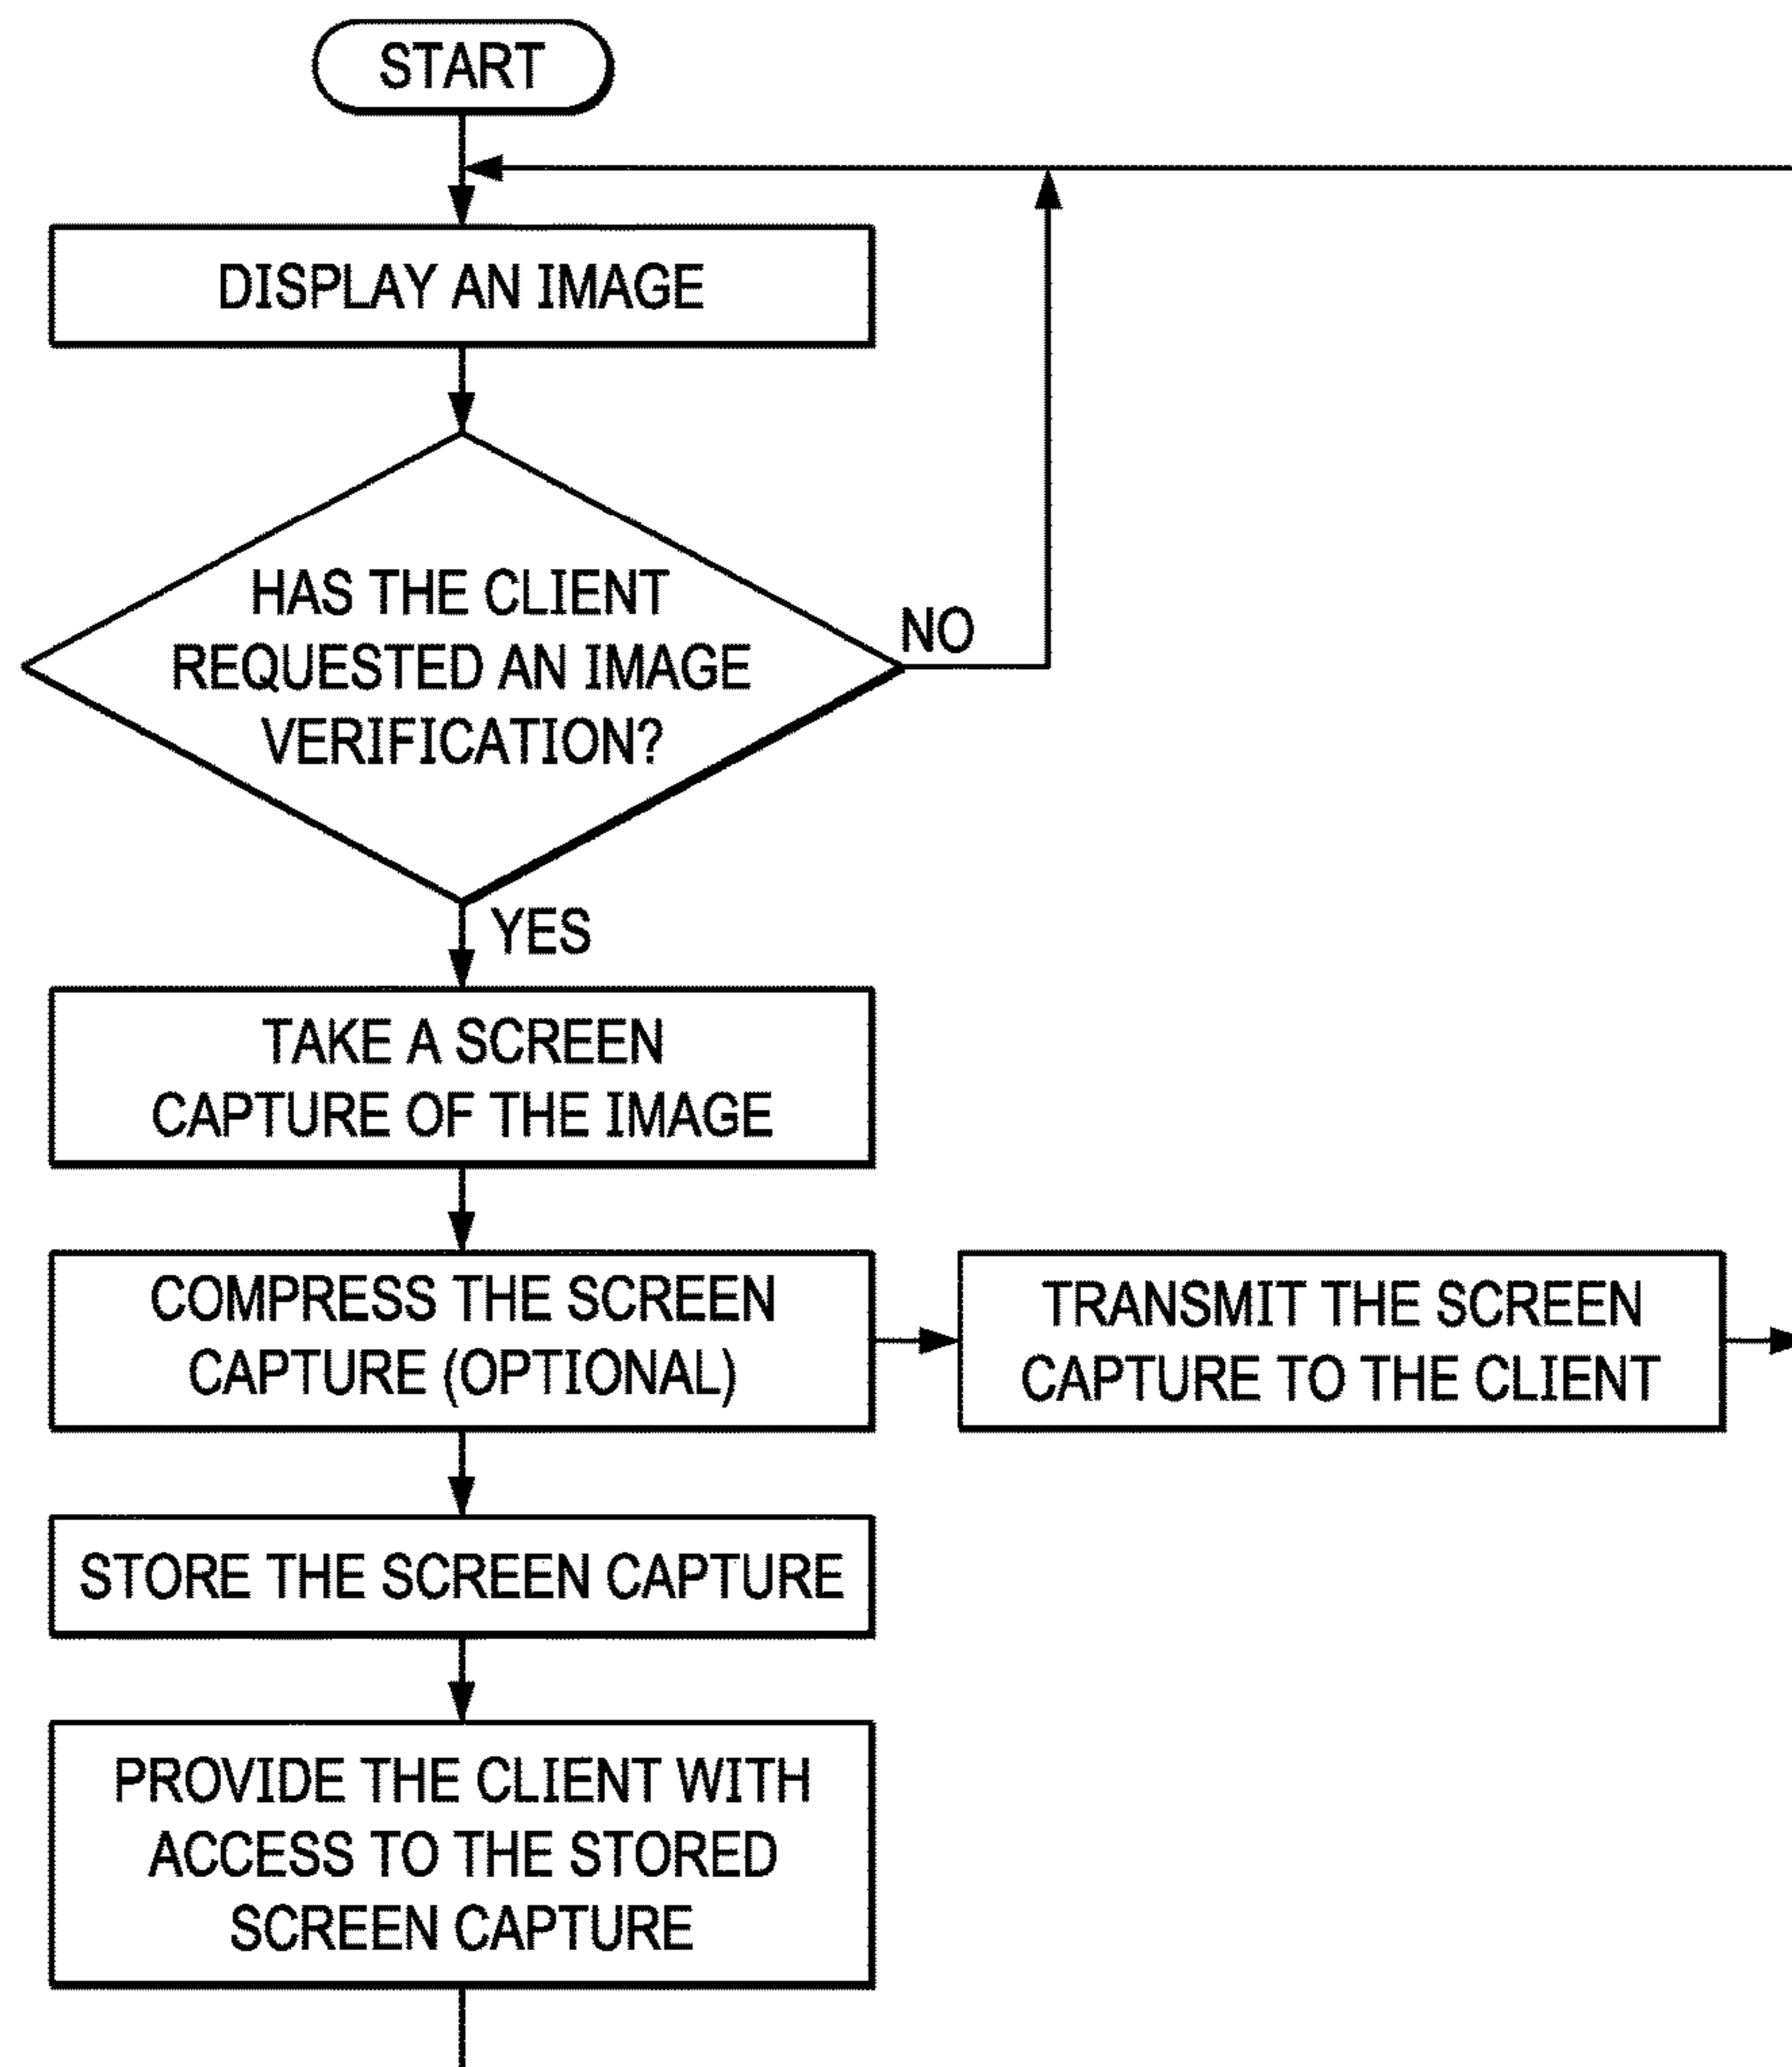 START
DISPLAY AN IMAGE
HAS THE CLIENT
REQUESTED AN IMAGE
VERIFICATION?
NO
YES
TAKE A SCREEN
CAPTURE OF THE IMAGE
COMPRESS THE SCREEN
CAPTURE (OPTIONAL)
TRANSMIT THE SCREEN
CAPTURE TO THE CLIENT
STORE THE SCREEN CAPTURE
PROVIDE THE CLIENT WITH
ACCESS TO THE STORED
SCREEN CAPTURE